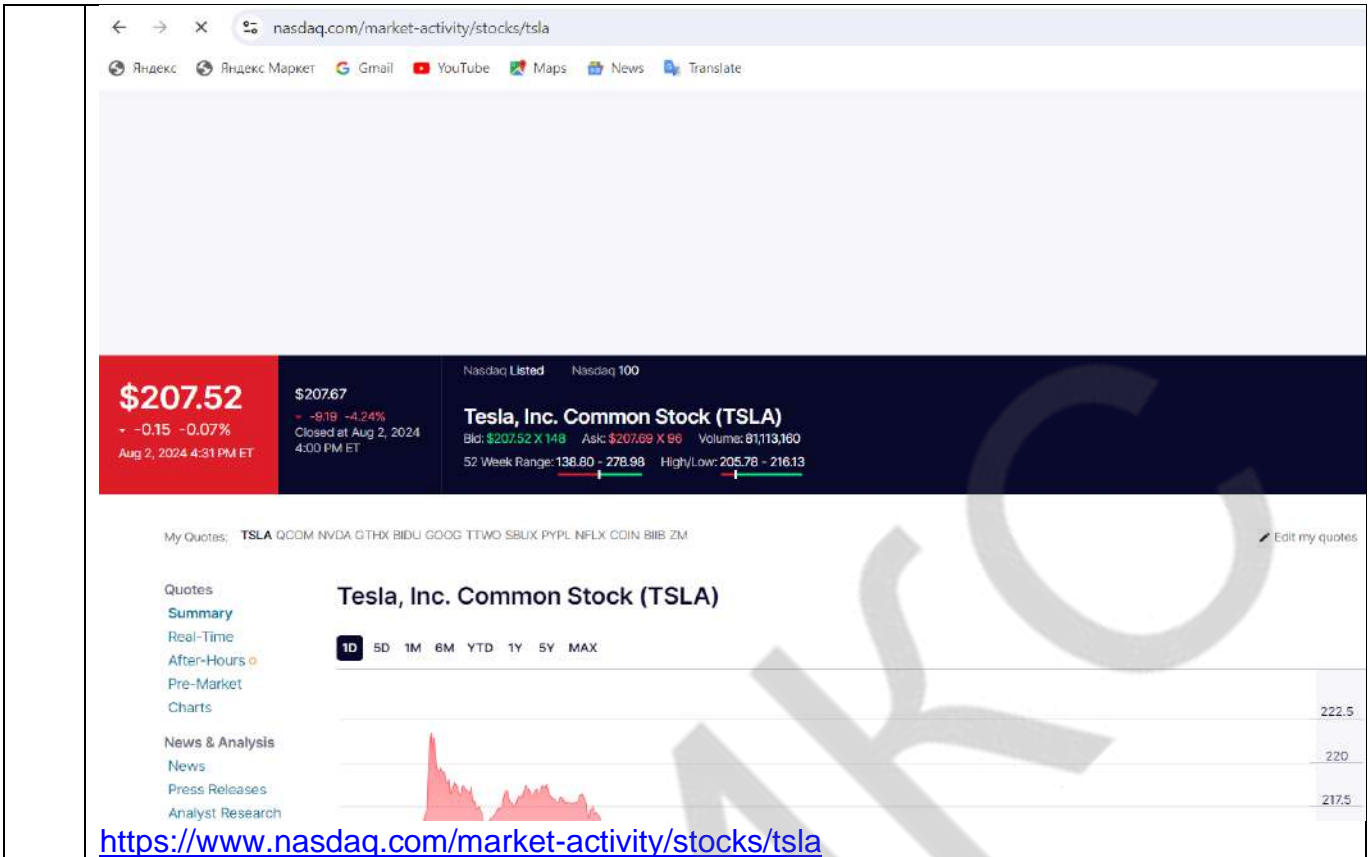 nasdaq.com/market-activity/stocks/tsla
Яндекс Яндекс Маркет Gmail YouTube Maps News Translate
Nasdaq Listed Nasdaq 100
$207.52
-0.15 -0.07%
Aug 2, 2024 4:31 PM ET
$207.67
-9.19 -4.24%
Closed at Aug 2, 2024
4:00 PM ET
Tesla, Inc. Common Stock (TSLA)
Bid: $207.52 X 148 Ask: $207.69 X 96 Volume: 81,113,160
52 Week Range: 138.80 - 278.98 High/Low: 205.78 - 216.13
My Quotes: TSLA QCOM NVDA GTHX BIDU GOOG TTWO SBUX PYPL NFLX COIN BIIB ZM
Edit my quotes
Quotes
Summary
Real-Time
After-Hours
Pre-Market
Charts
News & Analysis
News
Press Releases
Analyst Research
Tesla, Inc. Common Stock (TSLA)
1D 5D 1M 6M YTD 1Y 5Y MAX
222.5
220
217.5
https://www.nasdaq.com/market-activity/stocks/tsla